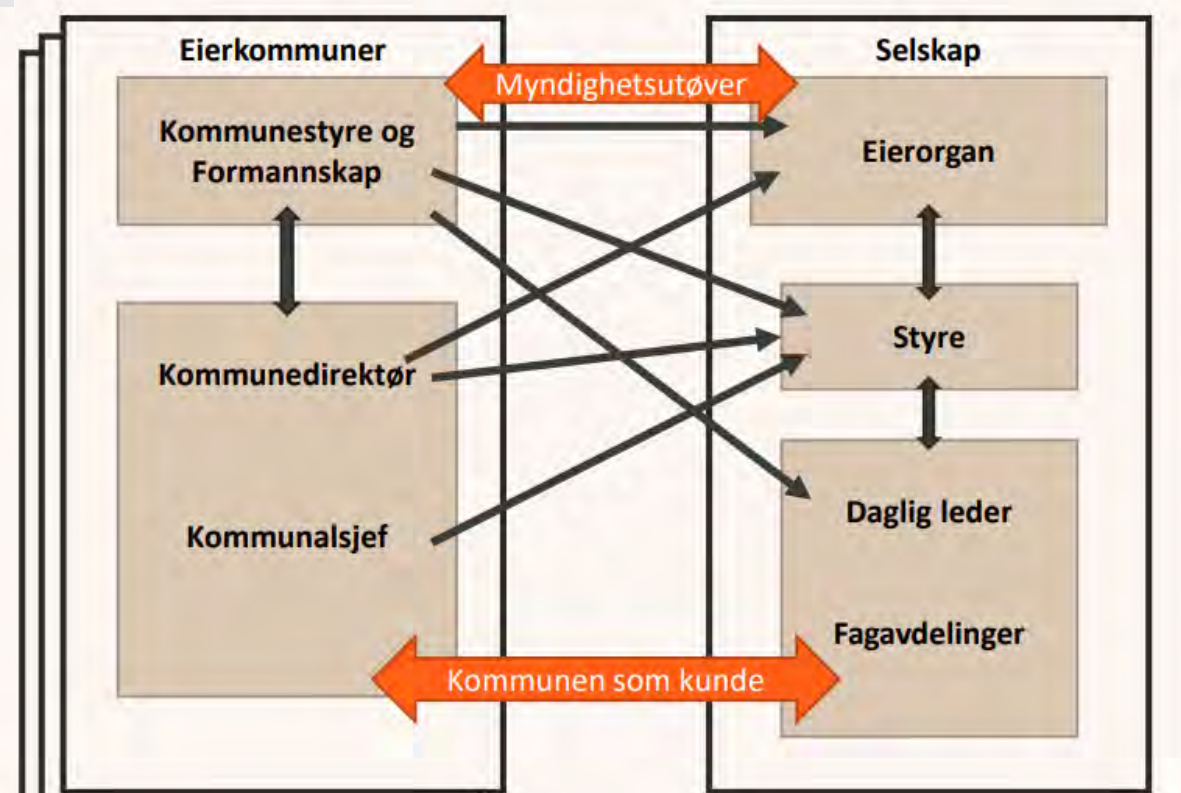 Eierkommuner
Kommunestyre og
Formannskap
Kommunedirektør
Kommunalsjef
Myndighetsutøver
Kommunen som kunde
Selskap
Eierorgan
Styre
Daglig leder
Fagavdelinger